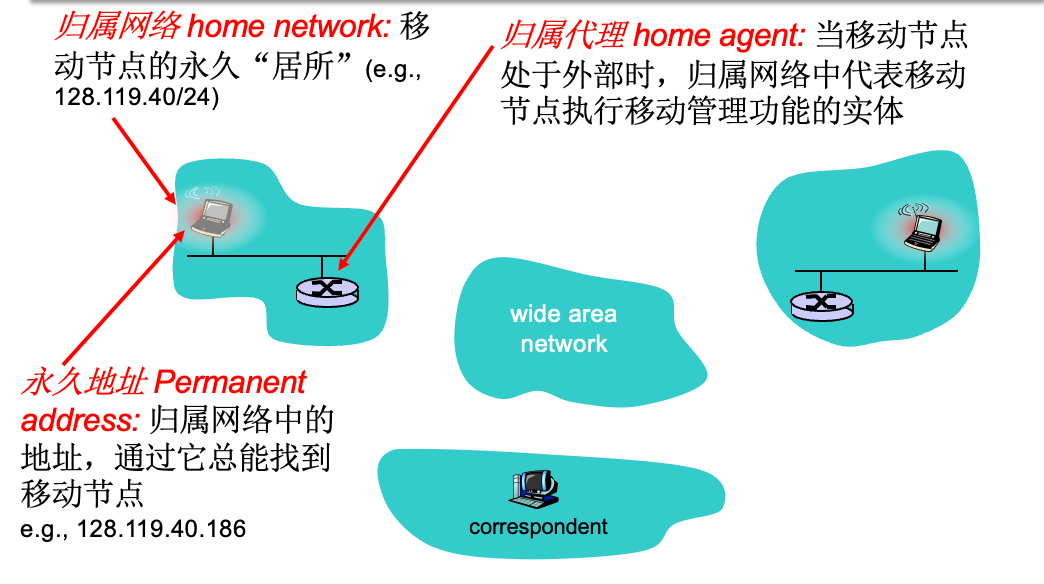 归属网络 home network: 移
动节点的永久“居所”(e.g.,
128.119.40/24)
归属代理 home agent: 当移动节点
处于外部时，归属网络中代表移动
节点执行移动管理功能的实体
wide area
network
永久地址 Permanent
address: 归属网络中的
地址，通过它总能找到
移动节点
e.g., 128.119.40.186
correspondent